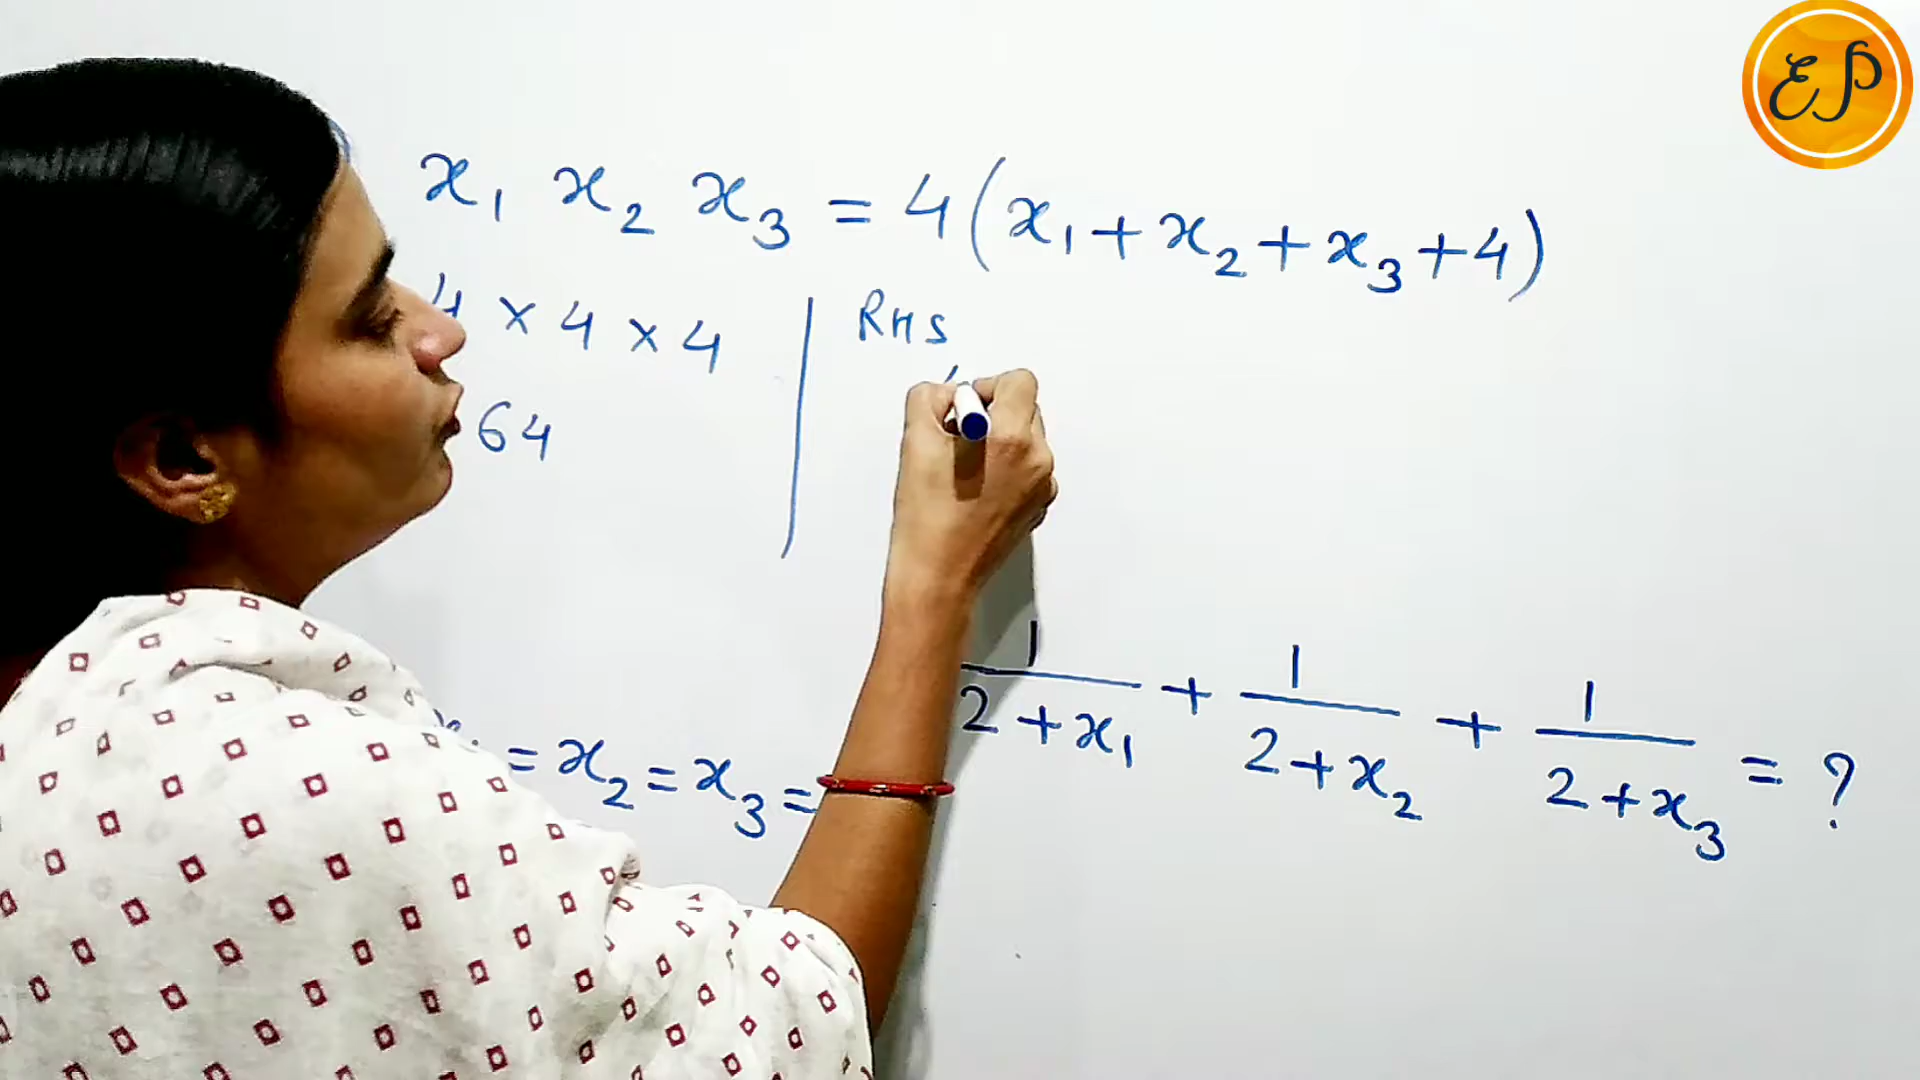 EP
x₁ x₂ x₃ = 4(x₁ + x₂ + x₃ + 4)
4 × 4 × 4
RHS
64
1/(2 + x₁) + 1/(2 + x₂) + 1/(2 + x₃) = ?
= x₂ = x₃ =